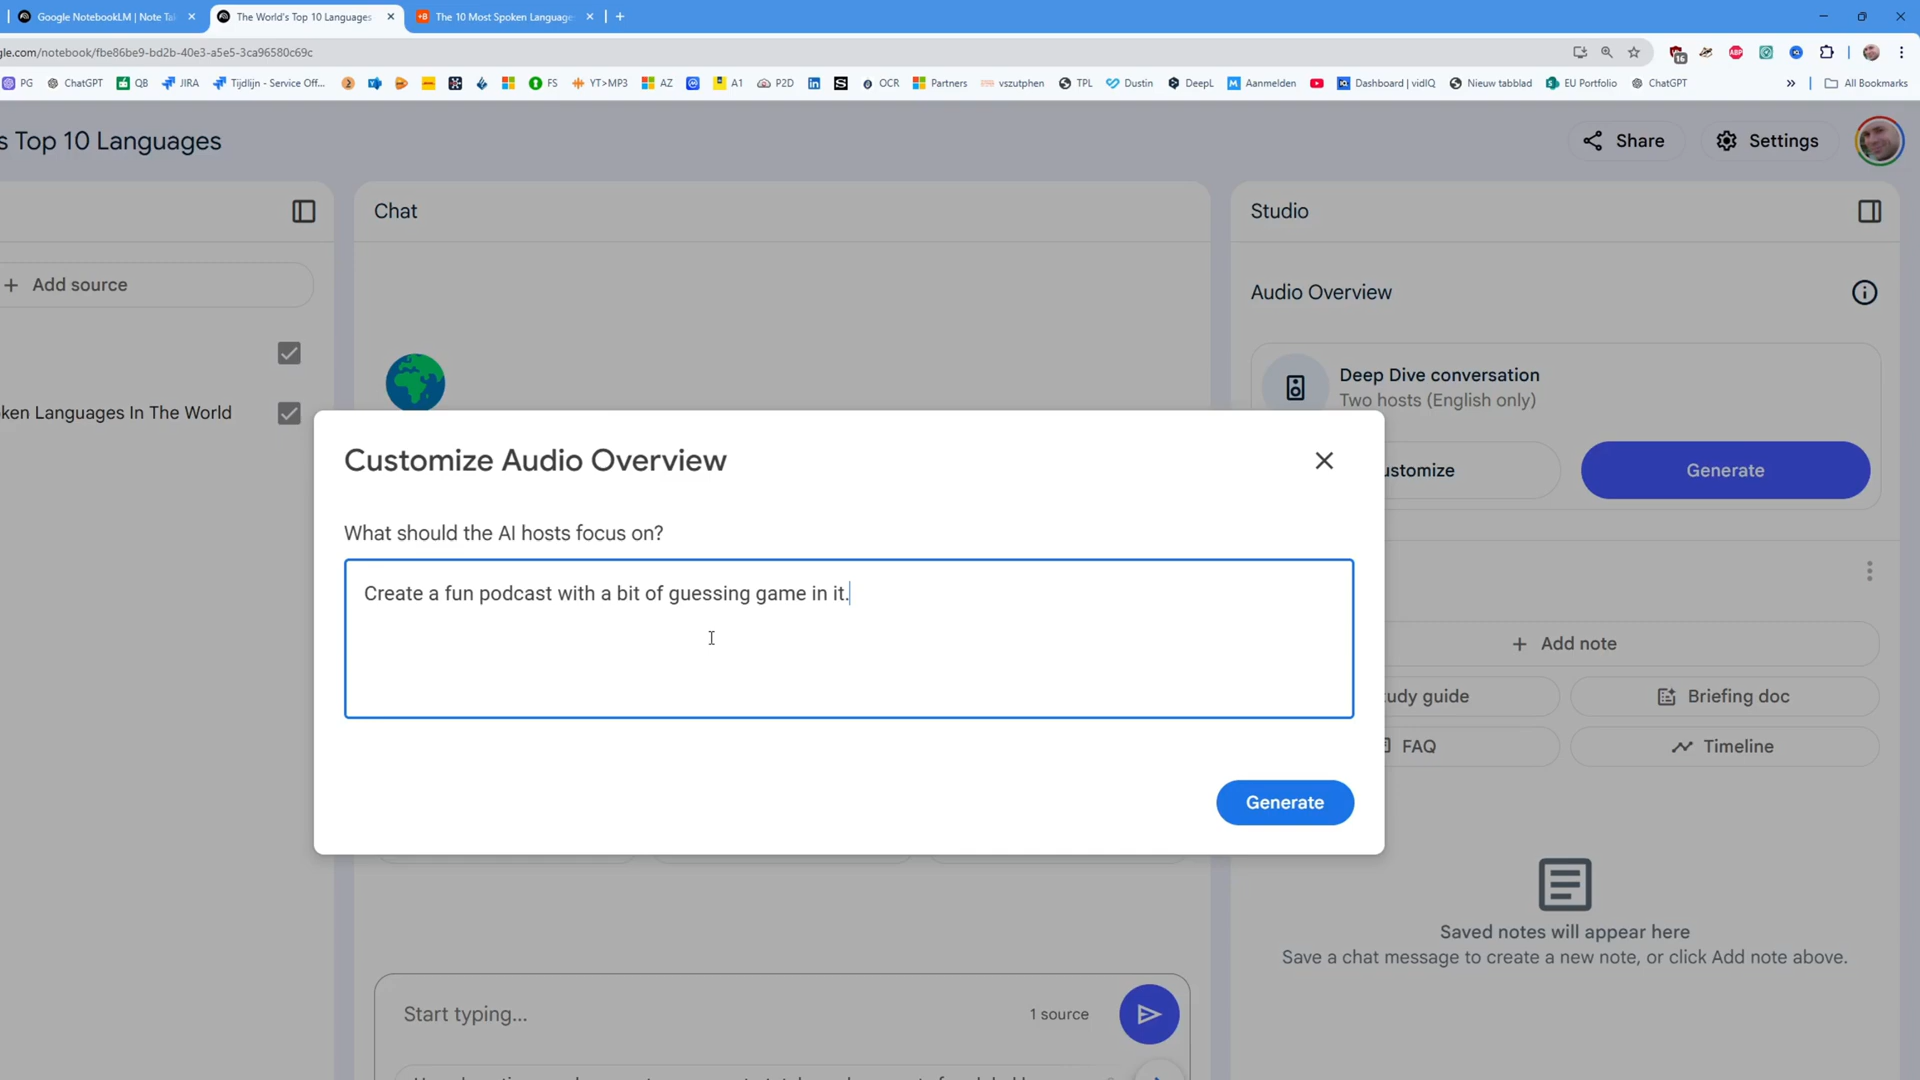 Google NotebookLM | Note Ta
The World's Top 10 Languages
The 10 Most Spoken Language
gle.com/notebook/fbe86be9-bd2b-40e3-a5e5-3ca96580c69c
16
PG
ChatGPT
QB
JIRA
Tijdlijn - Service Off...
FS
YT>MP3
AZ
A1
P2D
OCR
Partners
vszutphen
TPL
Dustin
DeepL
Aanmelden
Dashboard | vidIQ
Nieuw tabblad
EU Portfolio
ChatGPT
All Bookmarks
s Top 10 Languages
Share
Settings
Chat
Studio
+ Add source
Audio Overview
Deep Dive conversation
Two hosts (English only)
ken Languages In The World
Customize Audio Overview
ustomize
Generate
What should the AI hosts focus on?
Create a fun podcast with a bit of guessing game in it.
+ Add note
tudy guide
Briefing doc
FAQ
Timeline
Generate
Saved notes will appear here
Save a chat message to create a new note, or click Add note above.
Start typing...
1 source